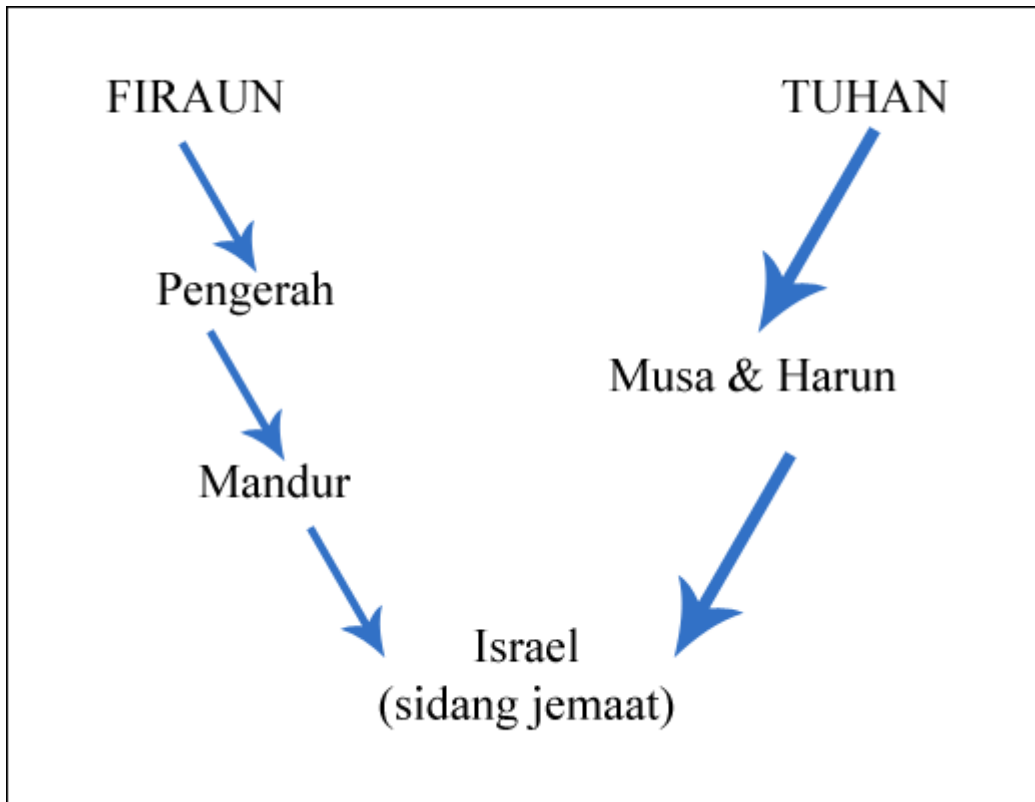 FIRAUN
TUHAN
Pengerah
Musa & Harun
Mandur
Israel
(sidang jemaat)